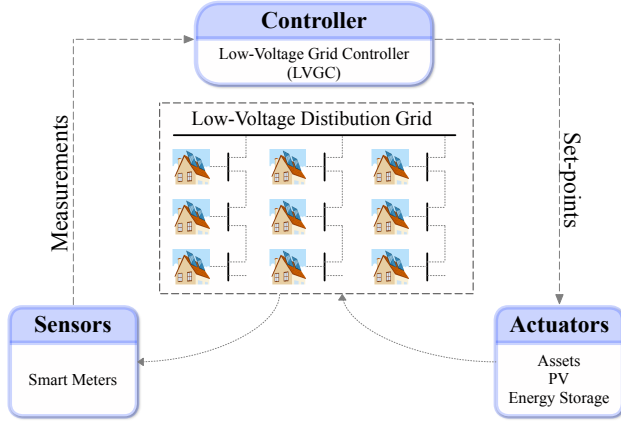 Controller
Low-Voltage Grid Controller
(LVGC)
Measurements
Low-Voltage Distibution Grid
Set-points
Sensors
Smart Meters
Actuators
Assets
PV
Energy Storage